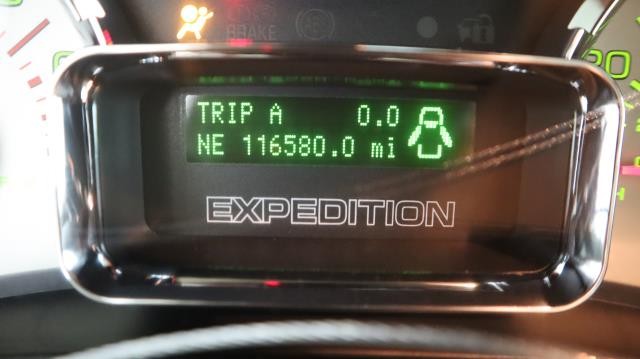 BRAKE
TRIP A 0.0
NE 116580.0 mi
EXPEDITION